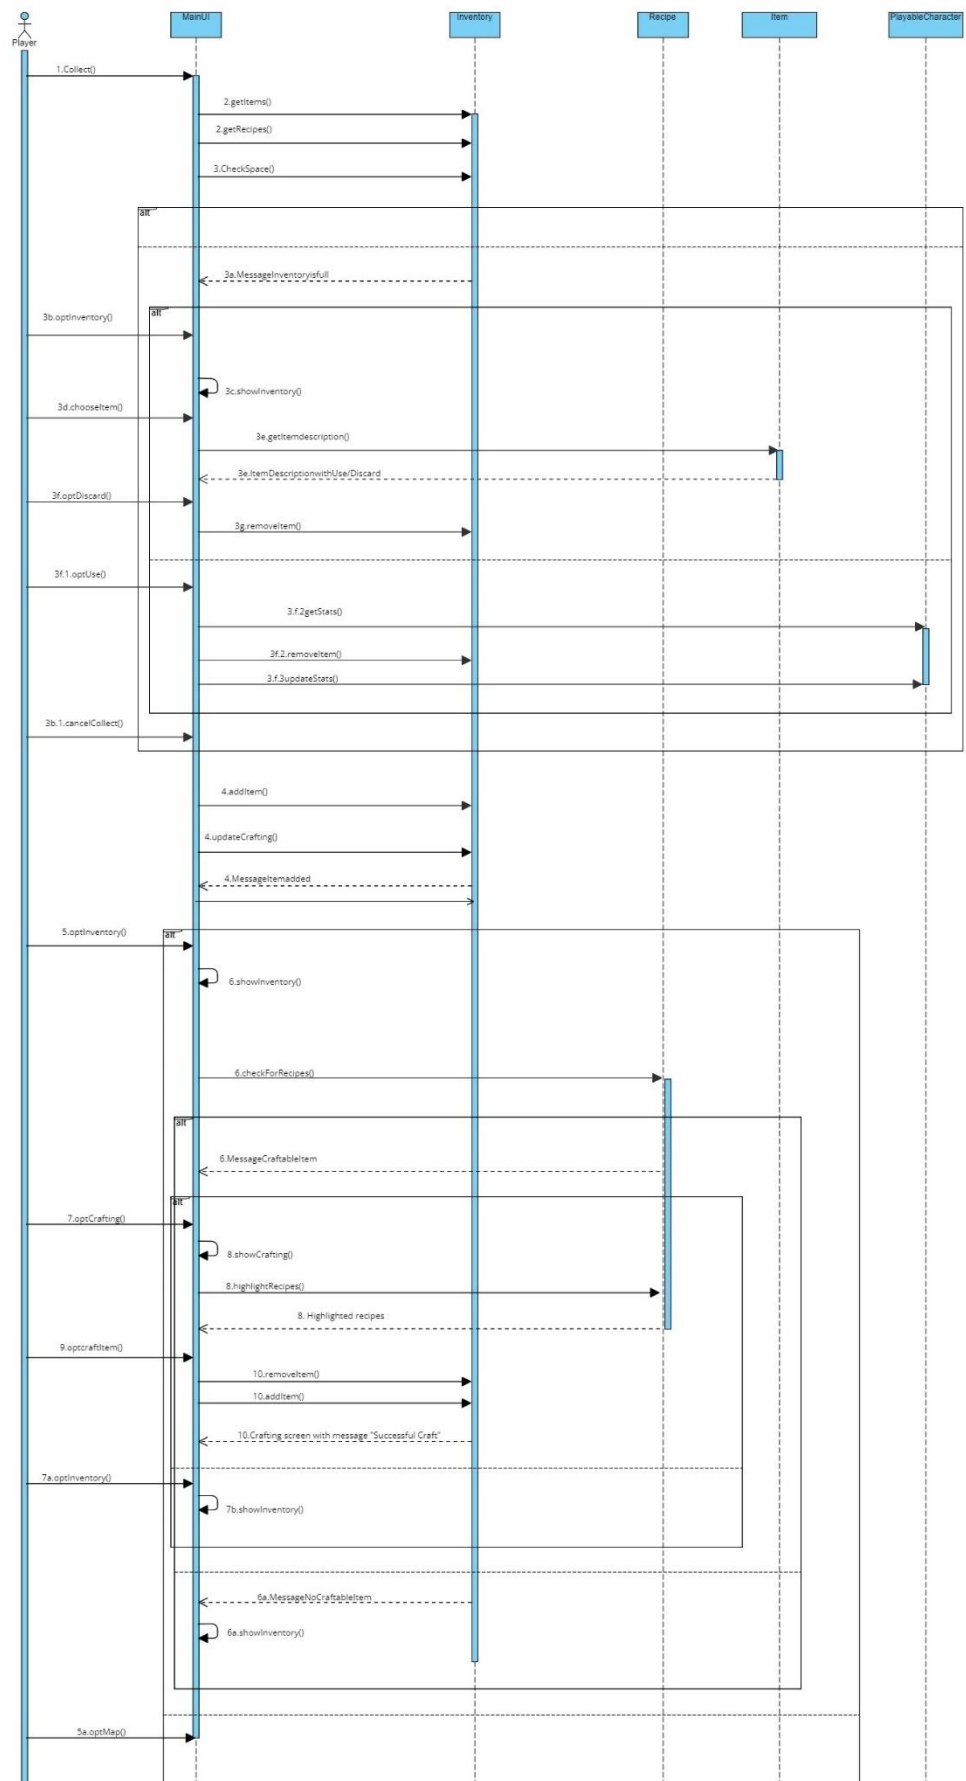 Player
MainUI
Inventory
Recipe
Item
PlayableCharacter
1.Collect()
2.getItems()
2.getRecipes()
3.CheckSpace()
alt
3a.MessageInventoryisfull
alt
3b.optInventory()
3c.showInventory()
3d.chooseItem()
3e.getItemdescription()
3e.ItemDescriptionwithUse/Discard
3f.optDiscard()
3g.removeItem()
3f.1.optUse()
3.f.2getStats()
3f.2.removeItem()
3.f.3updateStats()
3b.1.cancelCollect()
4.addItem()
4.updateCrafting()
4.MessageItemadded
alt
5.optInventory()
6.showInventory()
6.checkForRecipes()
alt
6.MessageCraftableItem
alt
7.optCrafting()
8.showCrafting()
8.highlightRecipes()
8. Highlighted recipes
9.optcraftItem()
10.removeItem()
10.addItem()
10.Crafting screen with message "Successful Craft"
7a.optInventory()
7b.showInventory()
6a.MessageNoCraftableItem
6a.showInventory()
5a.optMap()